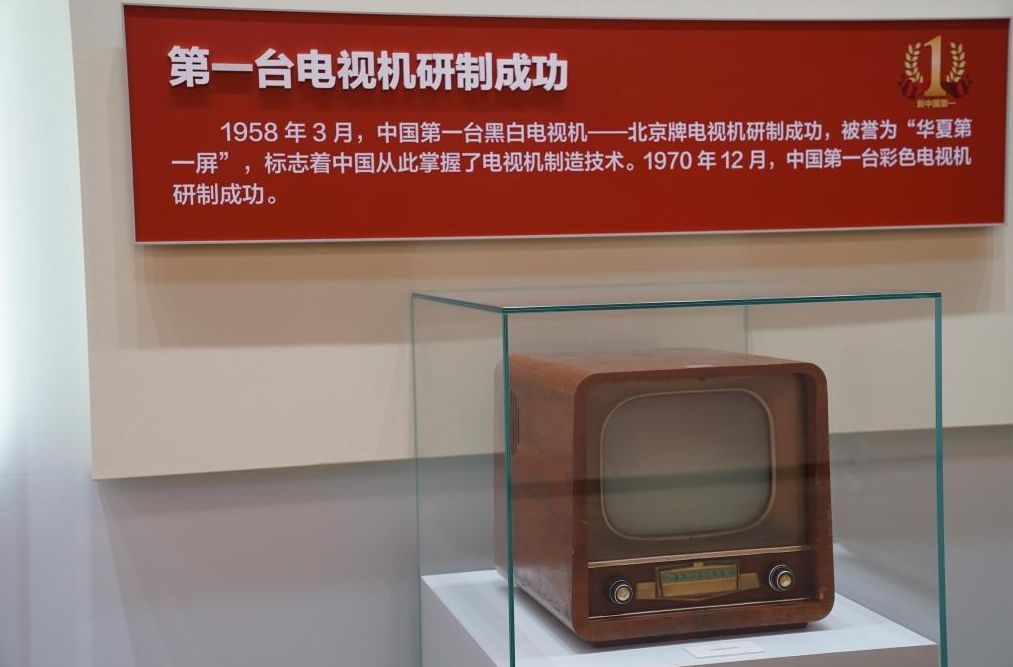 第一台电视机研制成功
1
新中国第一
1958 年 3 月，中国第一台黑白电视机——北京牌电视机研制成功，被誉为“华夏第
一屏”，标志着中国从此掌握了电视机制造技术。1970 年 12 月，中国第一台彩色电视机
研制成功。